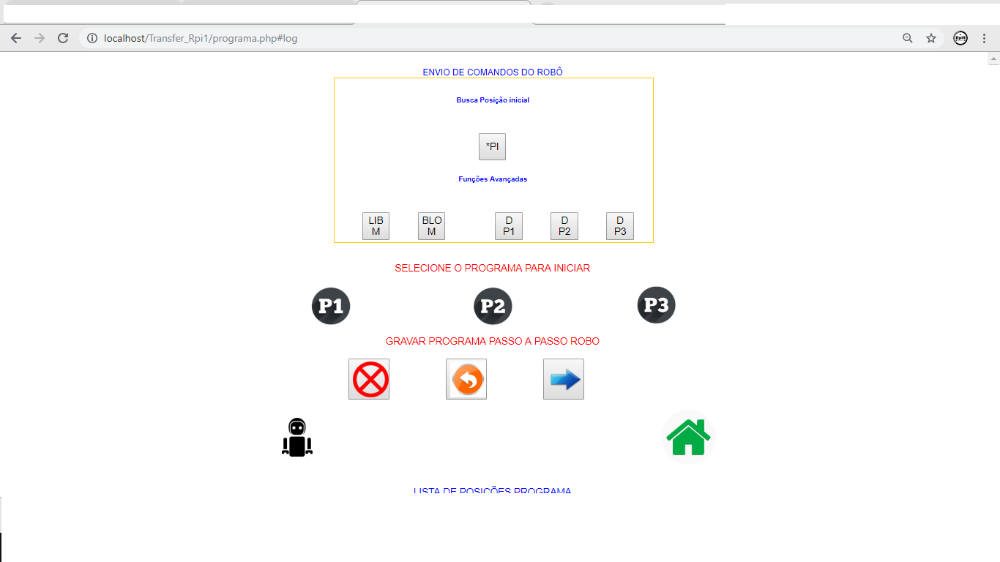 localhost/Transfer_Rpi1/programa.php#log
ENVIO DE COMANDOS DO ROBÔ
Busca Posição inicial
*PI
Funções Avançadas
LIB M
BLO M
D P1
D P2
D P3
SELECIONE O PROGRAMA PARA INICIAR
P1
P2
P3
GRAVAR PROGRAMA PASSO A PASSO ROBO
LISTA DE POSIÇÕES PROGRAMA